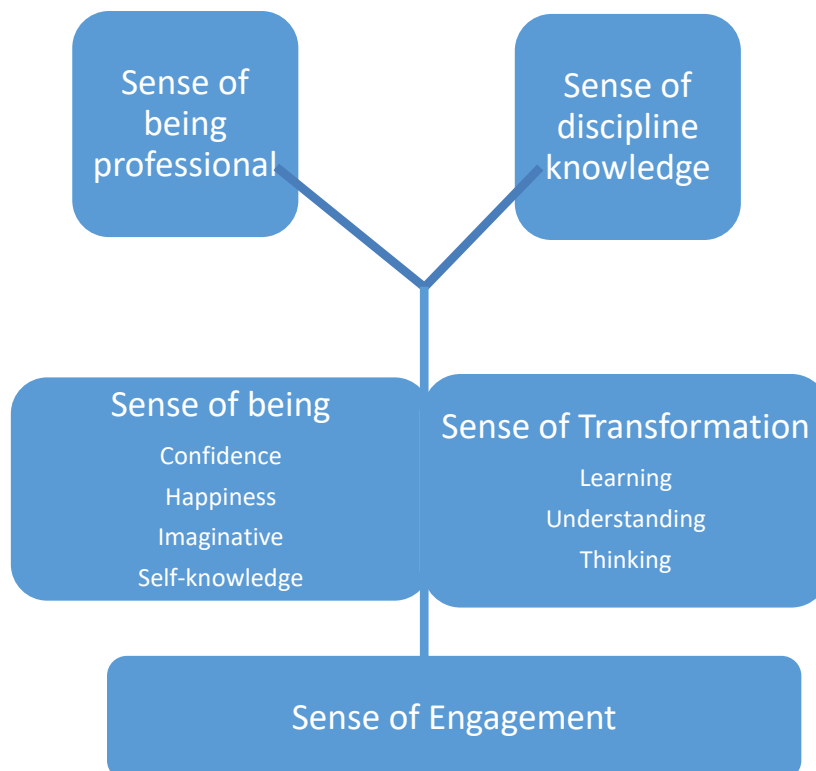 Sense of
being
professional
Sense of
discipline
knowledge
Sense of being
Confidence
Happiness
Imaginative
Self-knowledge
Sense of Transformation
Learning
Understanding
Thinking
Sense of Engagement